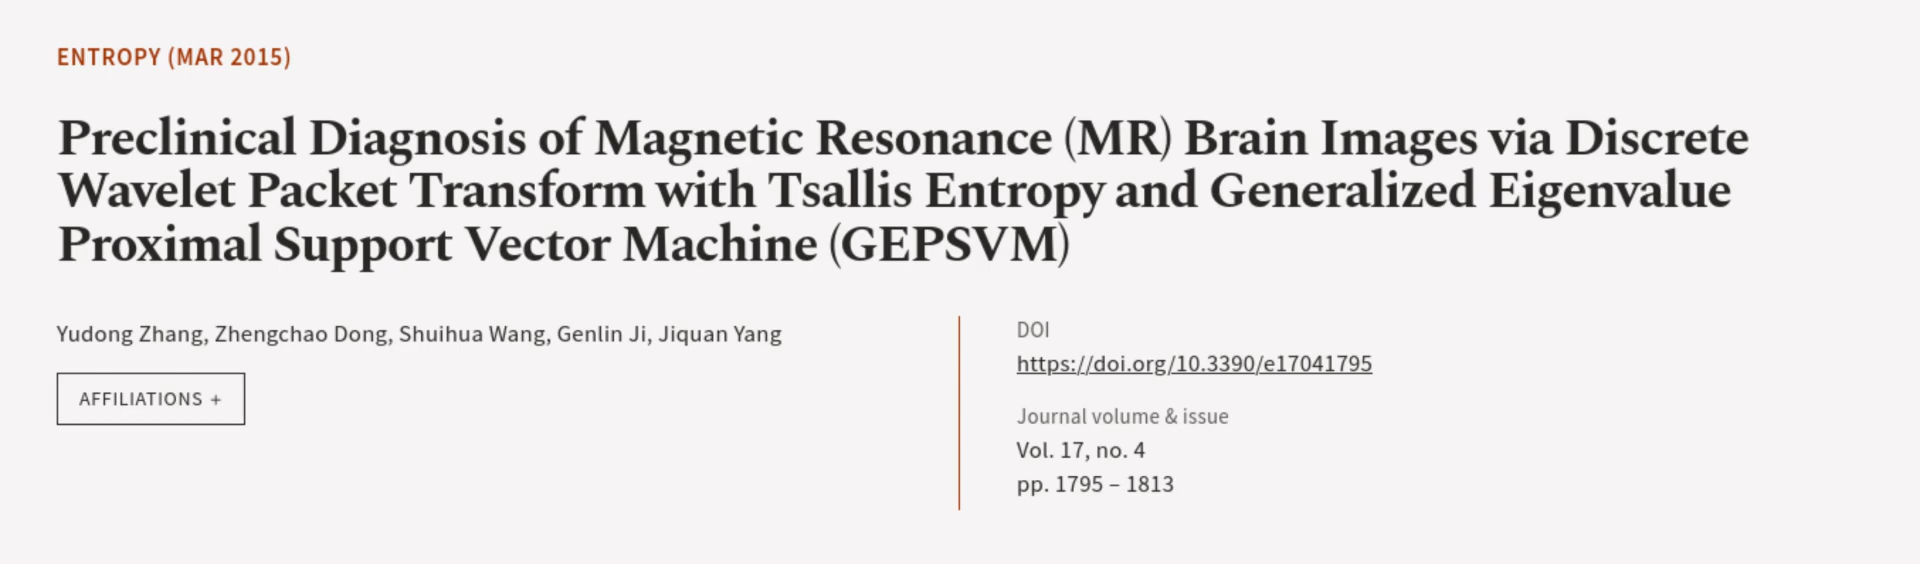 ENTROPY (MAR 2015)
Preclinical Diagnosis of Magnetic Resonance (MR) Brain Images via Discrete
Wavelet Packet Transform with Tsallis Entropy and Generalized Eigenvalue
Proximal Support Vector Machine (GEPSVM)
Yudong Zhang, Zhengchao Dong, Shuihua Wang, Genlin Ji, Jiquan Yang
AFFILIATIONS +
DOI
https://doi.org/10.3390/e17041795
Journal volume & issue
Vol. 17, no. 4
pp. 1795 – 1813